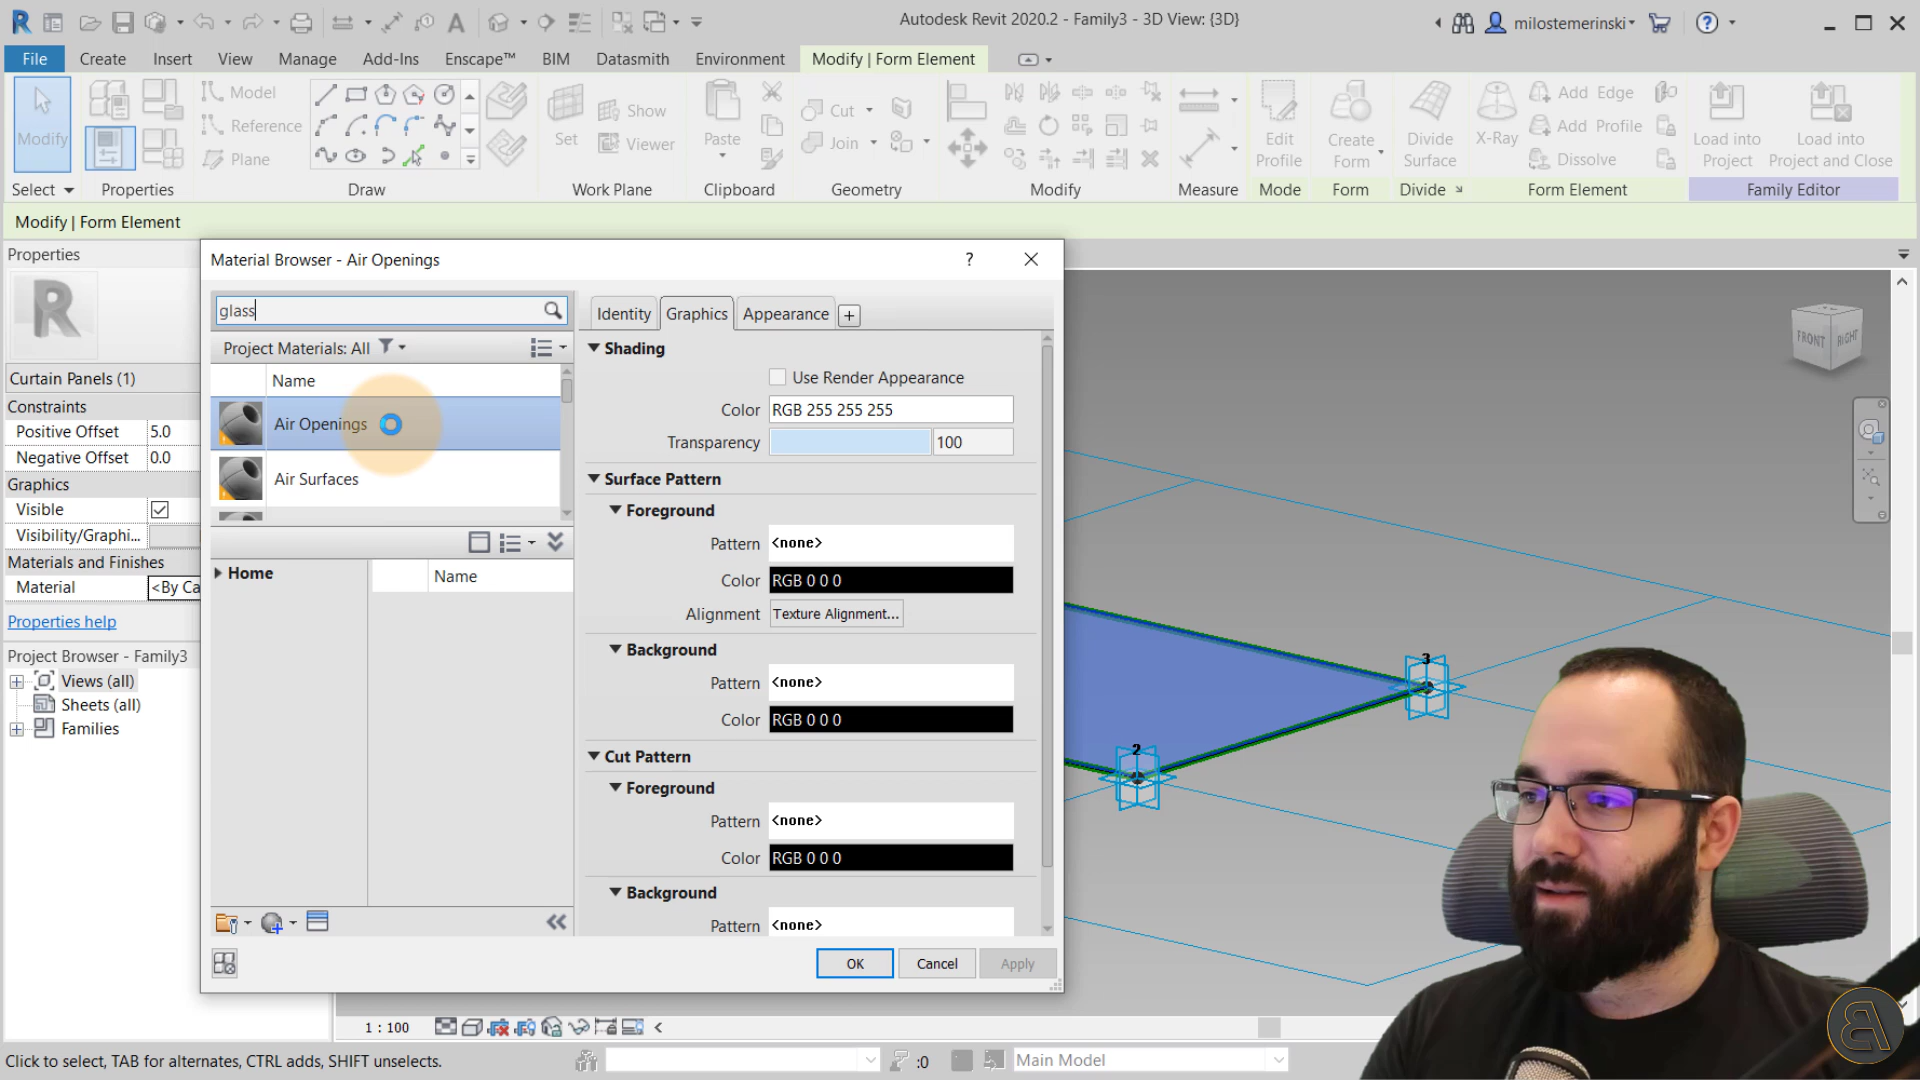 Autodesk Revit 2020.2 - Family3 - 3D View: {3D}
milostemerinski
File Create Insert View Manage Add-Ins Enscape™ BIM Datasmith Environment Modify | Form Element
Modify
Model
Reference
Plane
Set
Show
Viewer
Paste
Cut
Join
Edit Profile
Create Form
Divide Surface
X-Ray
Add Edge
Add Profile
Dissolve
Load into Project
Load into Project and Close
Select Properties Draw Work Plane Clipboard Geometry Modify Measure Mode Form Divide Form Element Family Editor
Modify | Form Element
Properties
R
Curtain Panels (1)
Constraints
Positive Offset 5.0
Negative Offset 0.0
Graphics
Visible
Visibility/Graphi...
Materials and Finishes
Material <By Ca
Properties help
Project Browser - Family3
Views (all)
Sheets (all)
Families
Material Browser - Air Openings
?
glass
Project Materials: All
Name
Air Openings
Air Surfaces
Home
Name
Identity Graphics Appearance +
Shading
Use Render Appearance
Color RGB 255 255 255
Transparency 100
Surface Pattern
Foreground
Pattern <none>
Color RGB 0 0 0
Alignment Texture Alignment...
Background
Pattern <none>
Color RGB 0 0 0
Cut Pattern
Foreground
Pattern <none>
Color RGB 0 0 0
Background
Pattern <none>
OK Cancel Apply
FRONT RIGHT
3
2
1 : 100
Click to select, TAB for alternates, CTRL adds, SHIFT unselects.
:0
Main Model